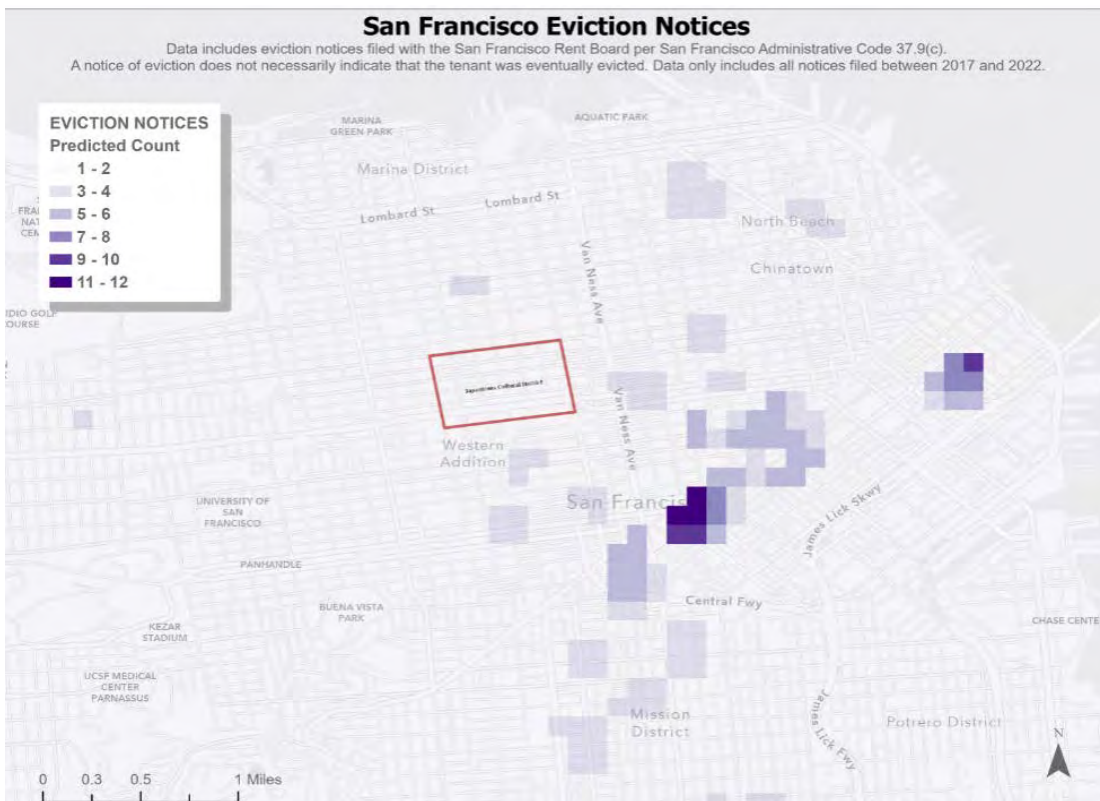 San Francisco Eviction Notices
Data includes eviction notices filed with the San Francisco Rent Board per San Francisco Administrative Code 37.9(c).
A notice of eviction does not necessarily indicate that the tenant was eventually evicted. Data only includes all notices filed between 2017 and 2022.
EVICTION NOTICES
Predicted Count
1 - 2
3 - 4
5 - 6
7 - 8
9 - 10
11 - 12
MARINA
GREEN PARK
AQUATIC PARK
Marina District
Lombard St
Lombard St
North Beach
Van Ness Ave
Chinatown
Cultural District
Van Ness Ave
Western
Addition
San Francis
UNIVERSITY OF
SAN
FRANCISCO
James Lick Skwy
PANHANDLE
Central Fwy
BUENA VISTA
PARK
KEZAR
STADIUM
CHASE CENTE
UCSF MEDICAL
CENTER
PARNASSUS
Mission
District
James Lick Fwy
Potrero District
N
0 0.3 0.5 1 Miles